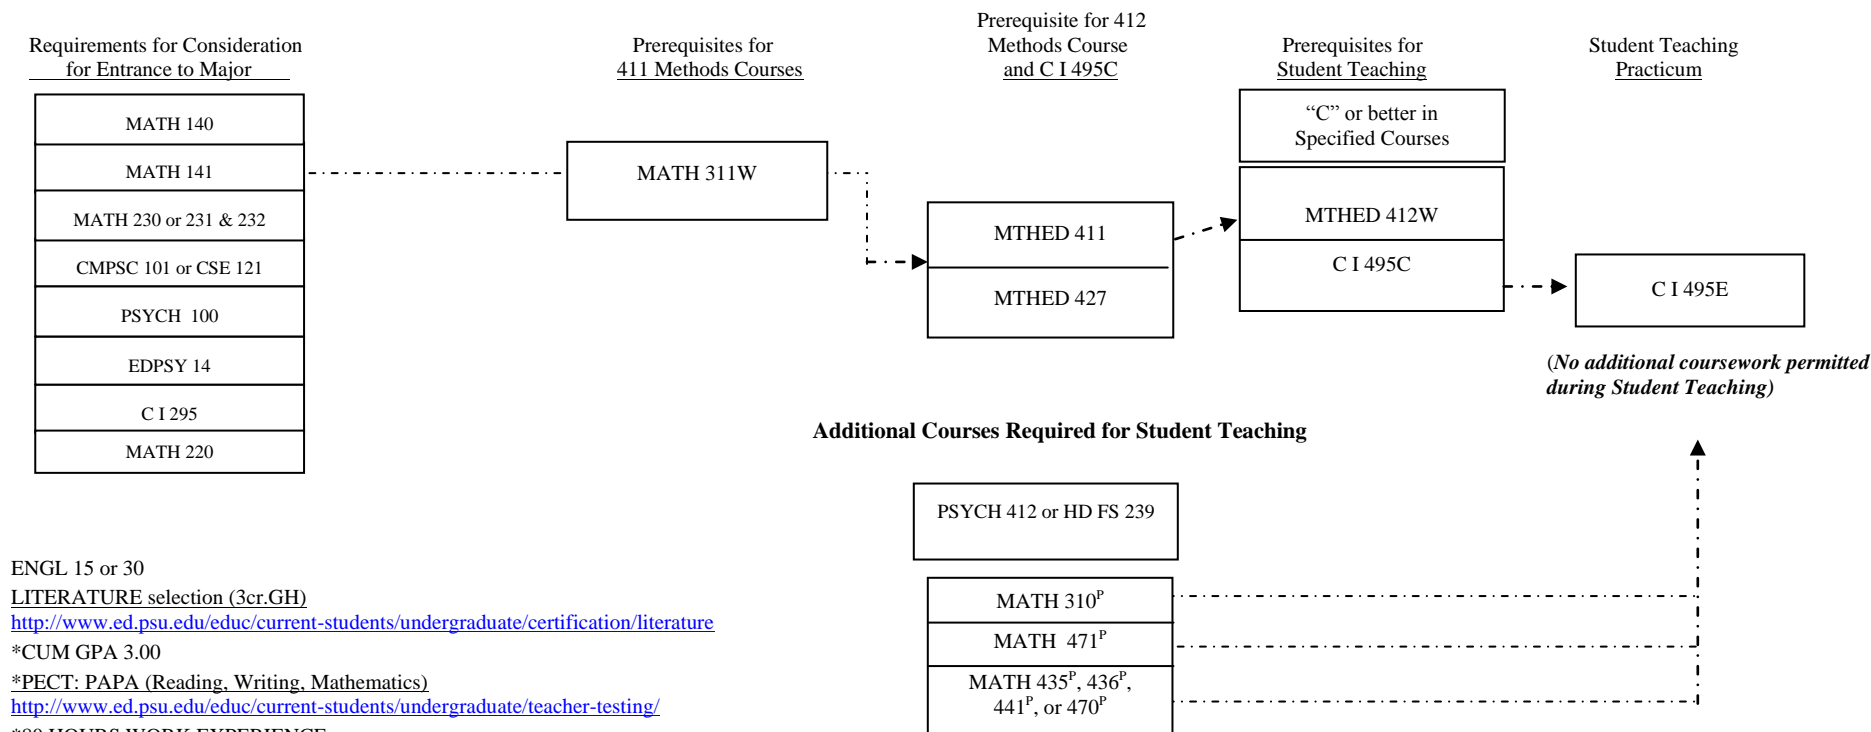 Requirements for Consideration
for Entrance to Major
MATH 140
MATH 141
MATH 230 or 231 & 232
CMPSC 101 or CSE 121
PSYCH 100
EDPSY 14
C I 295
MATH 220
Prerequisites for
411 Methods Courses
MATH 311W
Prerequisite for 412
Methods Course
and C I 495C
MTHED 411
MTHED 427
Prerequisites for
Student Teaching
“C” or better in
Specified Courses
MTHED 412W
C I 495C
Student Teaching
Practicum
C I 495E
(No additional coursework permitted
during Student Teaching)
Additional Courses Required for Student Teaching
PSYCH 412 or HD FS 239
MATH 310ᴾ
MATH 471ᴾ
MATH 435ᴾ, 436ᴾ,
441ᴾ, or 470ᴾ
ENGL 15 or 30
LITERATURE selection (3cr.GH)
http://www.ed.psu.edu/educ/current-students/undergraduate/certification/literature
*CUM GPA 3.00
*PECT: PAPA (Reading, Writing, Mathematics)
http://www.ed.psu.edu/educ/current-students/undergraduate/teacher-testing/
HOURS WORK EXPERIENCE